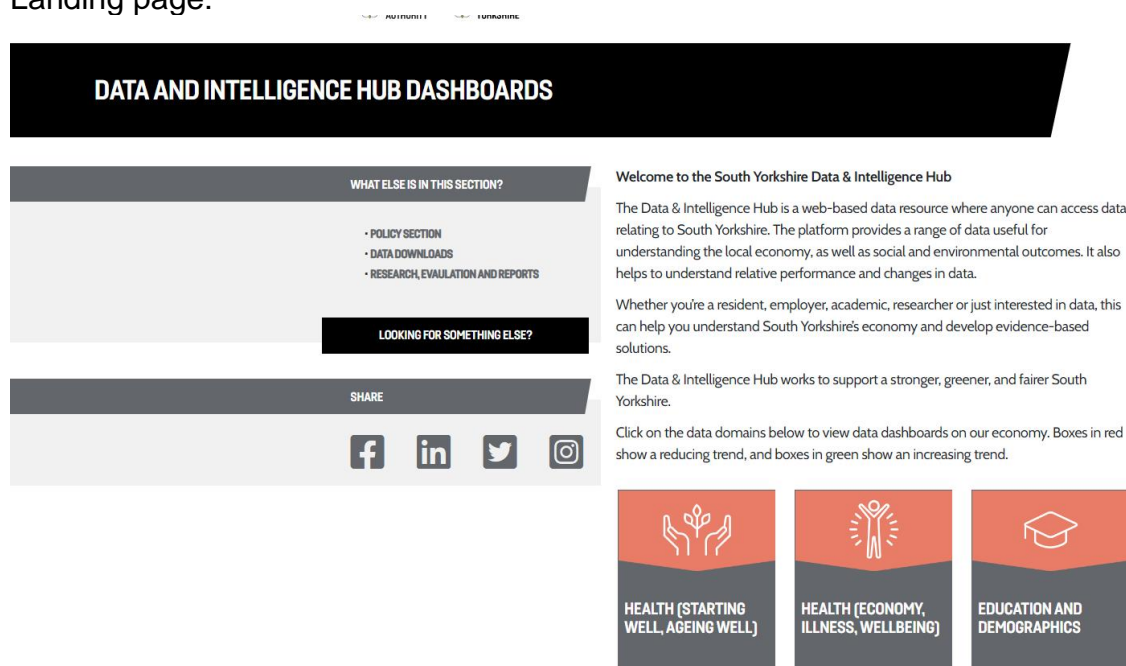 Landing page:
AUTHORITY YORKSHIRE
DATA AND INTELLIGENCE HUB DASHBOARDS
WHAT ELSE IS IN THIS SECTION?
• POLICY SECTION
• DATA DOWNLOADS
• RESEARCH, EVAULATION AND REPORTS
LOOKING FOR SOMETHING ELSE?
SHARE
Welcome to the South Yorkshire Data & Intelligence Hub
The Data & Intelligence Hub is a web-based data resource where anyone can access data
relating to South Yorkshire. The platform provides a range of data useful for
understanding the local economy, as well as social and environmental outcomes. It also
helps to understand relative performance and changes in data.
Whether you're a resident, employer, academic, researcher or just interested in data, this
can help you understand South Yorkshire's economy and develop evidence-based
solutions.
The Data & Intelligence Hub works to support a stronger, greener, and fairer South
Yorkshire.
Click on the data domains below to view data dashboards on our economy. Boxes in red
show a reducing trend, and boxes in green show an increasing trend.
HEALTH (STARTING
WELL, AGEING WELL)
HEALTH (ECONOMY,
ILLNESS, WELLBEING)
EDUCATION AND
DEMOGRAPHICS